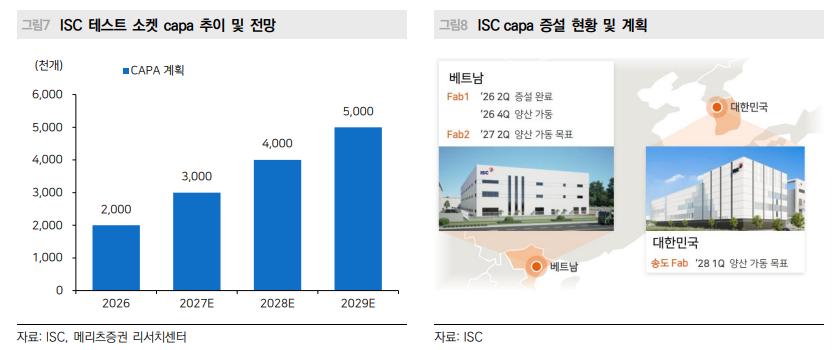 그림7 ISC 테스트 소켓 capa 추이 및 전망
(천개)
CAPA 계획
6,000
5,000
4,000
3,000
2,000
1,000
0
2,000
3,000
4,000
5,000
2026
2027E
2028E
2029E
자료: ISC, 메리츠증권 리서치센터
그림8 ISC capa 증설 현황 및 계획
베트남
Fab1 '26 2Q 증설 완료
'26 4Q 양산 가동
Fab2 '27 2Q 양산 가동 목표
ISC
대한민국
대한민국
송도 Fab '28 1Q 양산 가동 목표
베트남
자료: ISC